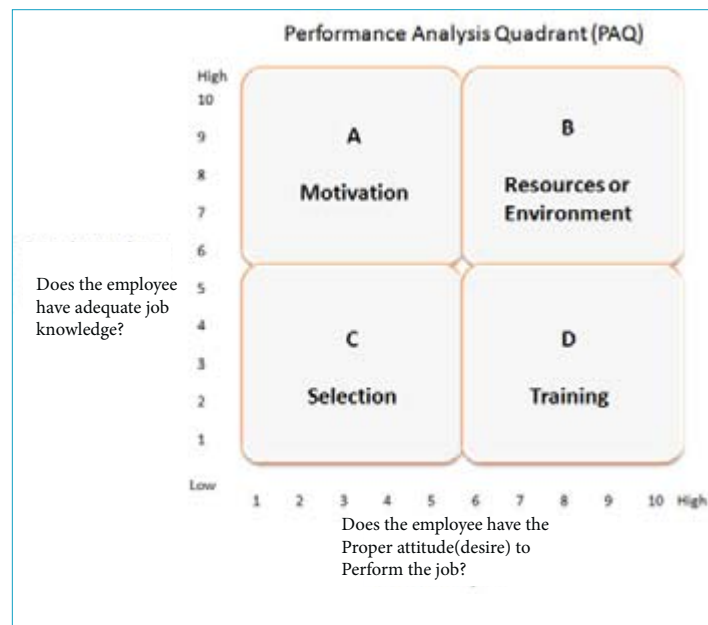 Performance Analysis Quadrant (PAQ)
High
10
9
8
7
6
5
4
3
2
1
Low
Does the employee
have adequate job
knowledge?
A
Motivation
B
Resources or
Environment
C
Selection
D
Training
1 2 3 4 5 6 7 8 9 10 High
Does the employee have the
Proper attitude(desire) to
Perform the job?